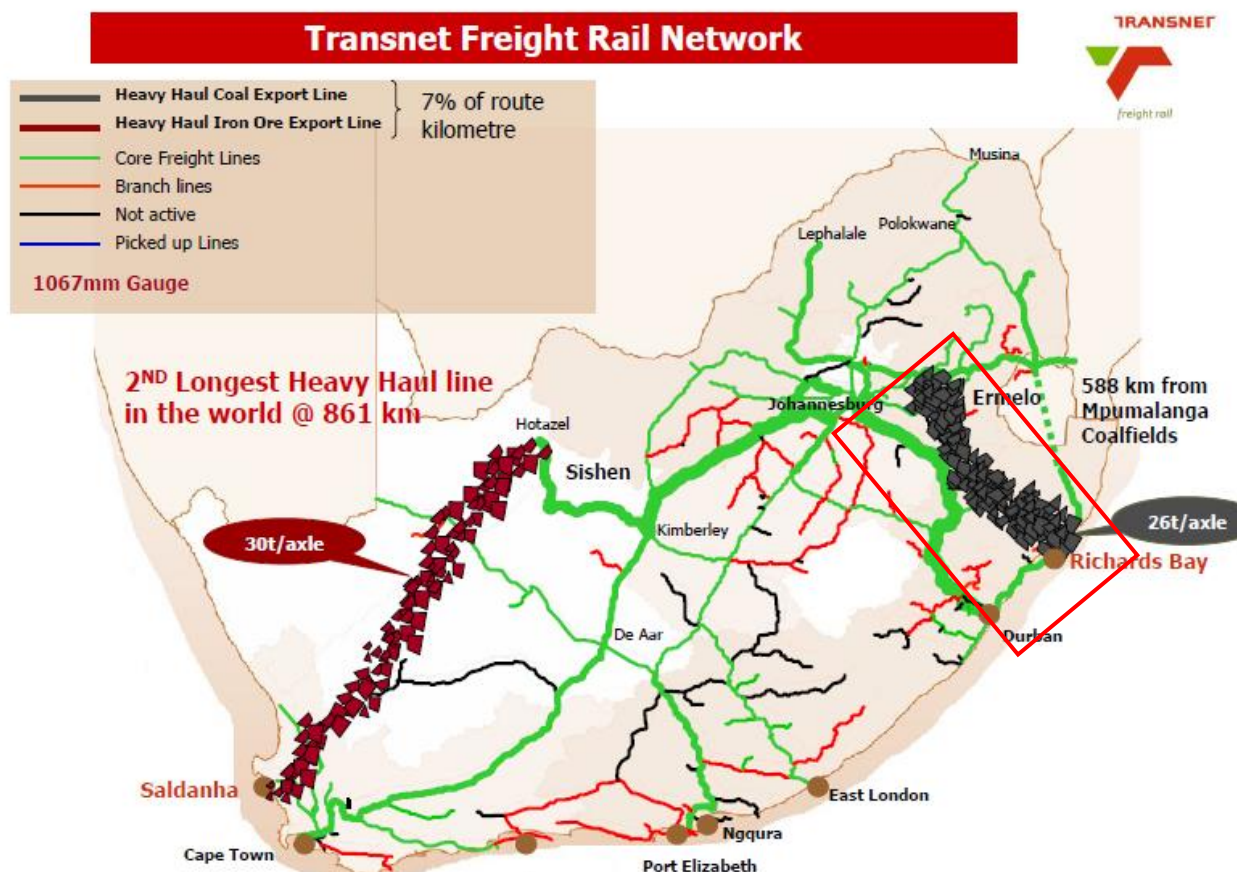 Transnet Freight Rail Network
TRANSNET
freight rail
Heavy Haul Coal Export Line
Heavy Haul Iron Ore Export Line
7% of route
kilometre
Core Freight Lines
Branch lines
Not active
Picked up Lines
1067mm Gauge
Musina
Polokwane
Lephalale
2ND Longest Heavy Haul line
in the world @ 861 km
Johannesburg
Ermelo
588 km from
Mpumalanga
Coalfields
Hotazel
Sishen
Kimberley
26t/axle
30t/axle
Richards Bay
De Aar
Durban
Saldanha
East London
Ngqura
Cape Town
Port Elizabeth